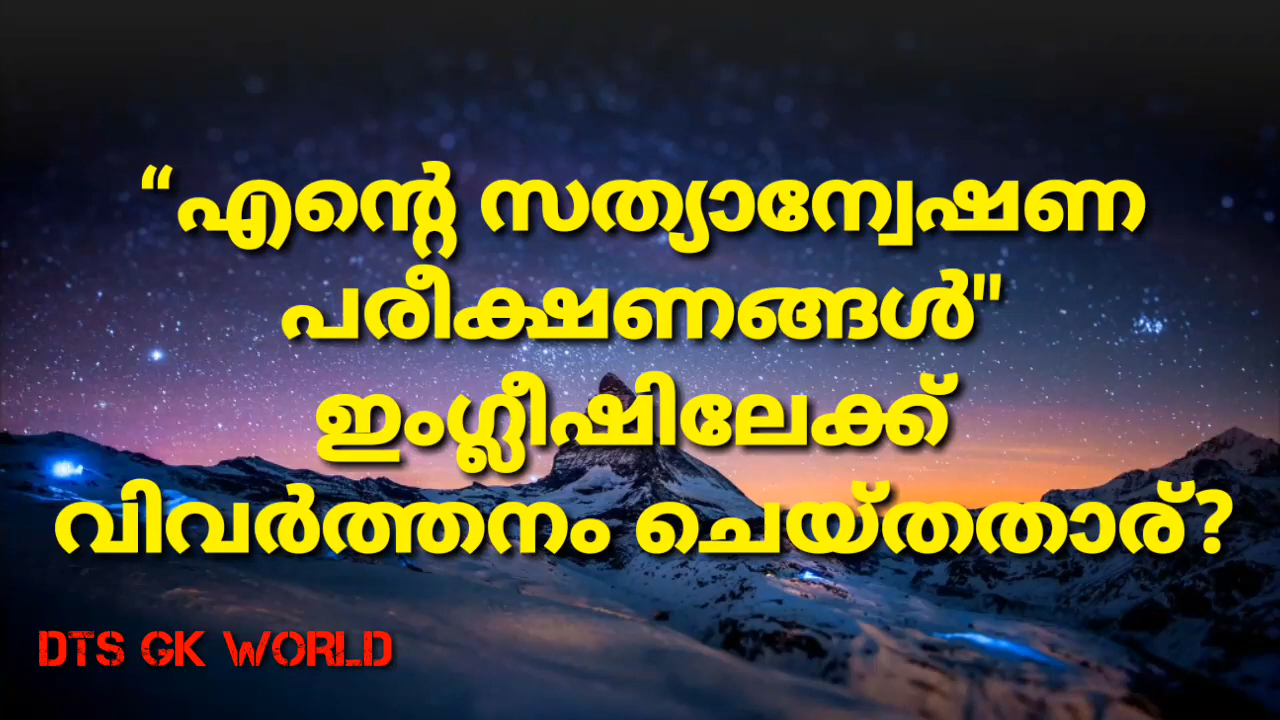 “എന്റെ സത്യാന്വേഷണ
പരീക്ഷണങ്ങൾ"
ഇംഗ്ലീഷിലേക്ക്
വിവർത്തനം ചെയ്തതാര്?
DTS GK WORLD